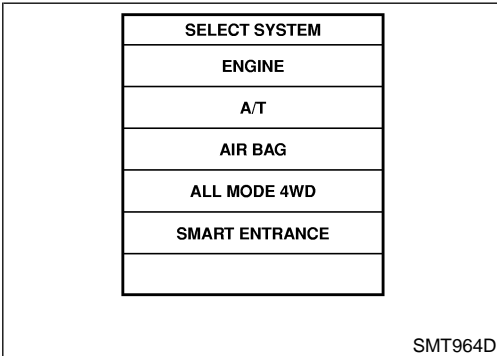 SELECT SYSTEM
ENGINE
A/T
AIR BAG
ALL MODE 4WD
SMART ENTRANCE
SMT964D